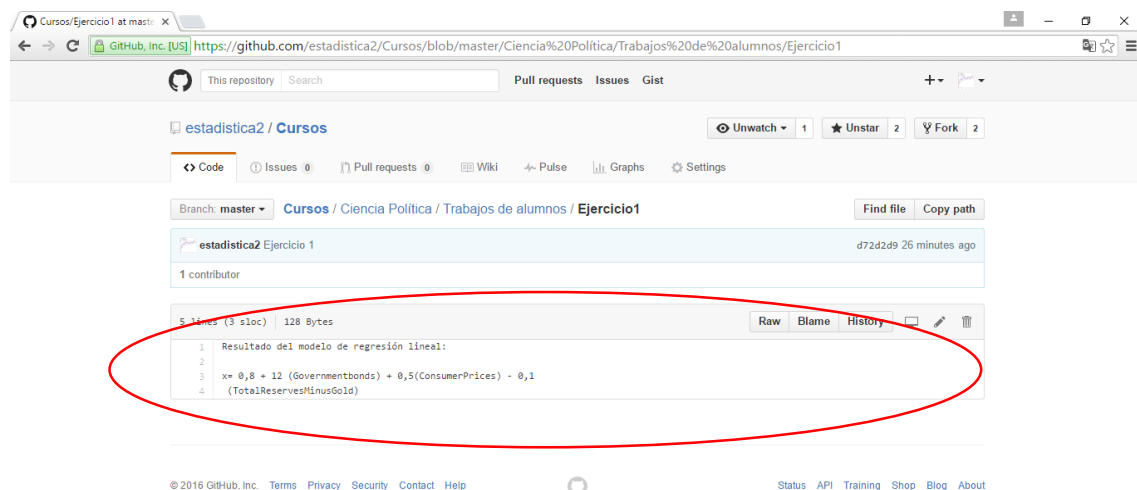 Cursos/Ejercicio1 at maste
GitHub, Inc. [US] https://github.com/estadistica2/Cursos/blob/master/Ciencia%20Política/Trabajos%20de%20alumnos/Ejercicio1
This repository Search Pull requests Issues Gist
estadistica2 / Cursos Unwatch 1 Unstar 2 Fork 2
Code Issues 0 Pull requests 0 Wiki Pulse Graphs Settings
Branch: master Cursos / Ciencia Política / Trabajos de alumnos / Ejercicio1 Find file Copy path
estadistica2 Ejercicio 1 d72d2d9 26 minutes ago
1 contributor
5 lines (3 sloc) 128 Bytes Raw Blame History
1 Resultado del modelo de regresión lineal:
2
3 x= 0,8 + 12 (Governmentbonds) + 0,5(ConsumerPrices) - 0,1
4 (TotalReservesMinusGold)
© 2016 GitHub, Inc. Terms Privacy Security Contact Help Status API Training Shop Blog About